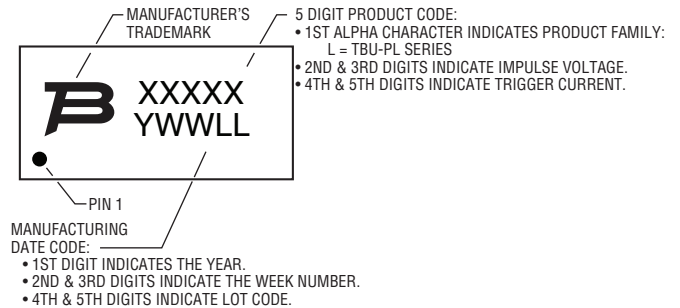 MANUFACTURER'S
TRADEMARK
5 DIGIT PRODUCT CODE:
• 1ST ALPHA CHARACTER INDICATES PRODUCT FAMILY:
L = TBU-PL SERIES
• 2ND & 3RD DIGITS INDICATE IMPULSE VOLTAGE.
• 4TH & 5TH DIGITS INDICATE TRIGGER CURRENT.
XXXXX
YWWLL
PIN 1
MANUFACTURING
DATE CODE:
• 1ST DIGIT INDICATES THE YEAR.
• 2ND & 3RD DIGITS INDICATE THE WEEK NUMBER.
• 4TH & 5TH DIGITS INDICATE LOT CODE.